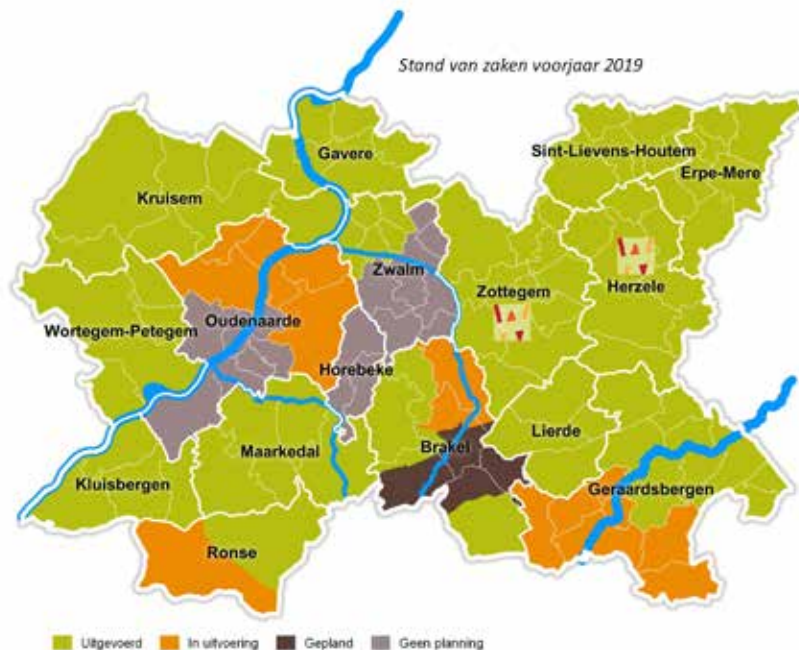 Stand van zaken voorjaar 2019
Gavere
Sint-Lievens-Houtem
Erpe-Mere
Kruisem
Zwalm
Zottegem
Herzele
Wortegem-Petegem
Oudenaarde
Horebeke
Lierde
Brakel
Maarkedal
Kluisbergen
Geraardsbergen
Ronse
Uitgevoerd In uitvoering Gepland Geen planning